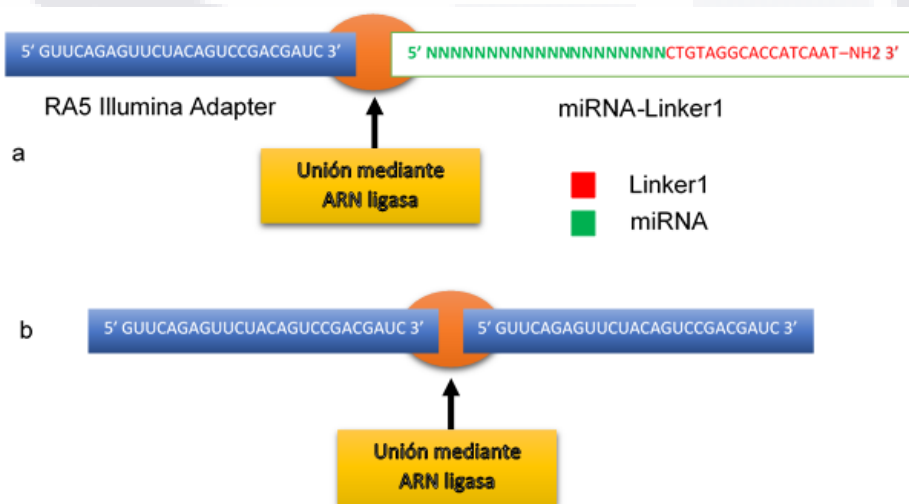 5’ GUUCAGAGUUCUACAGUCCGACGAUC 3’
5’ NNNNNNNNNNNNNNNNNNNNNCTGTAGGCACCATCAAT–NH2 3’
RA5 Illumina Adapter
miRNA-Linker1
a
Unión mediante
ARN ligasa
Linker1
miRNA
b
5’ GUUCAGAGUUCUACAGUCCGACGAUC 3’
5’ GUUCAGAGUUCUACAGUCCGACGAUC 3’
Unión mediante
ARN ligasa